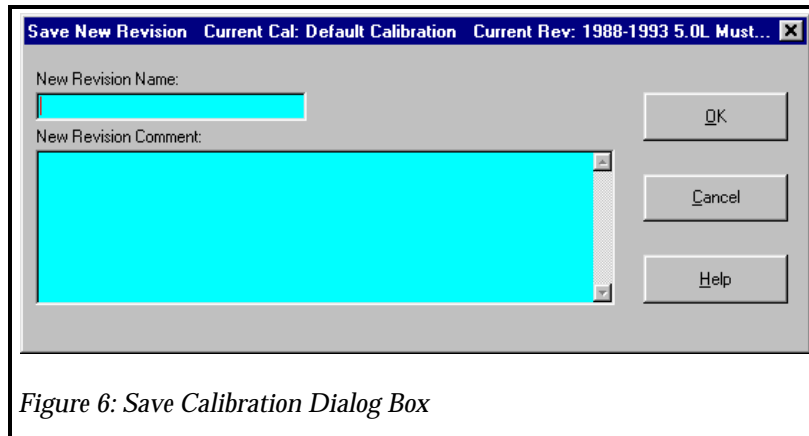 Save New Revision Current Cal: Default Calibration Current Rev: 1988-1993 5.0L Must...
New Revision Name:
OK
New Revision Comment:
Cancel
Help
Figure 6: Save Calibration Dialog Box